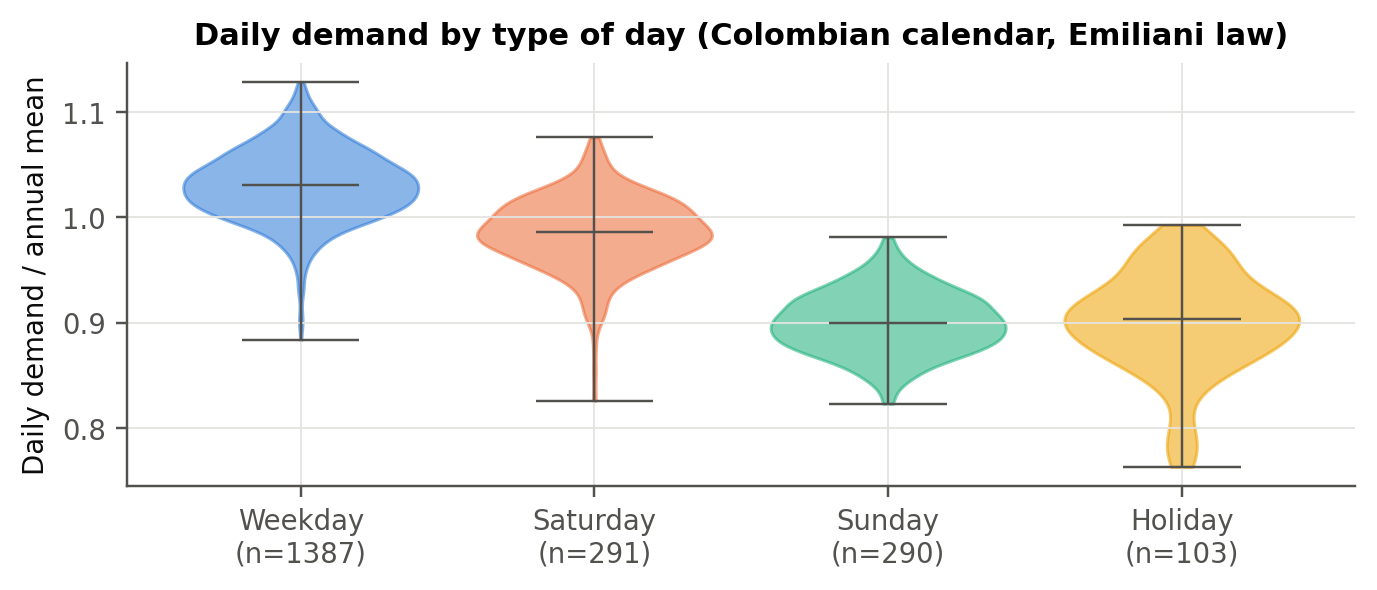 Daily demand by type of day (Colombian calendar, Emiliani law)
Daily demand / annual mean
1.1
1.0
0.9
0.8
Weekday
(n=1387)
Saturday
(n=291)
Sunday
(n=290)
Holiday
(n=103)